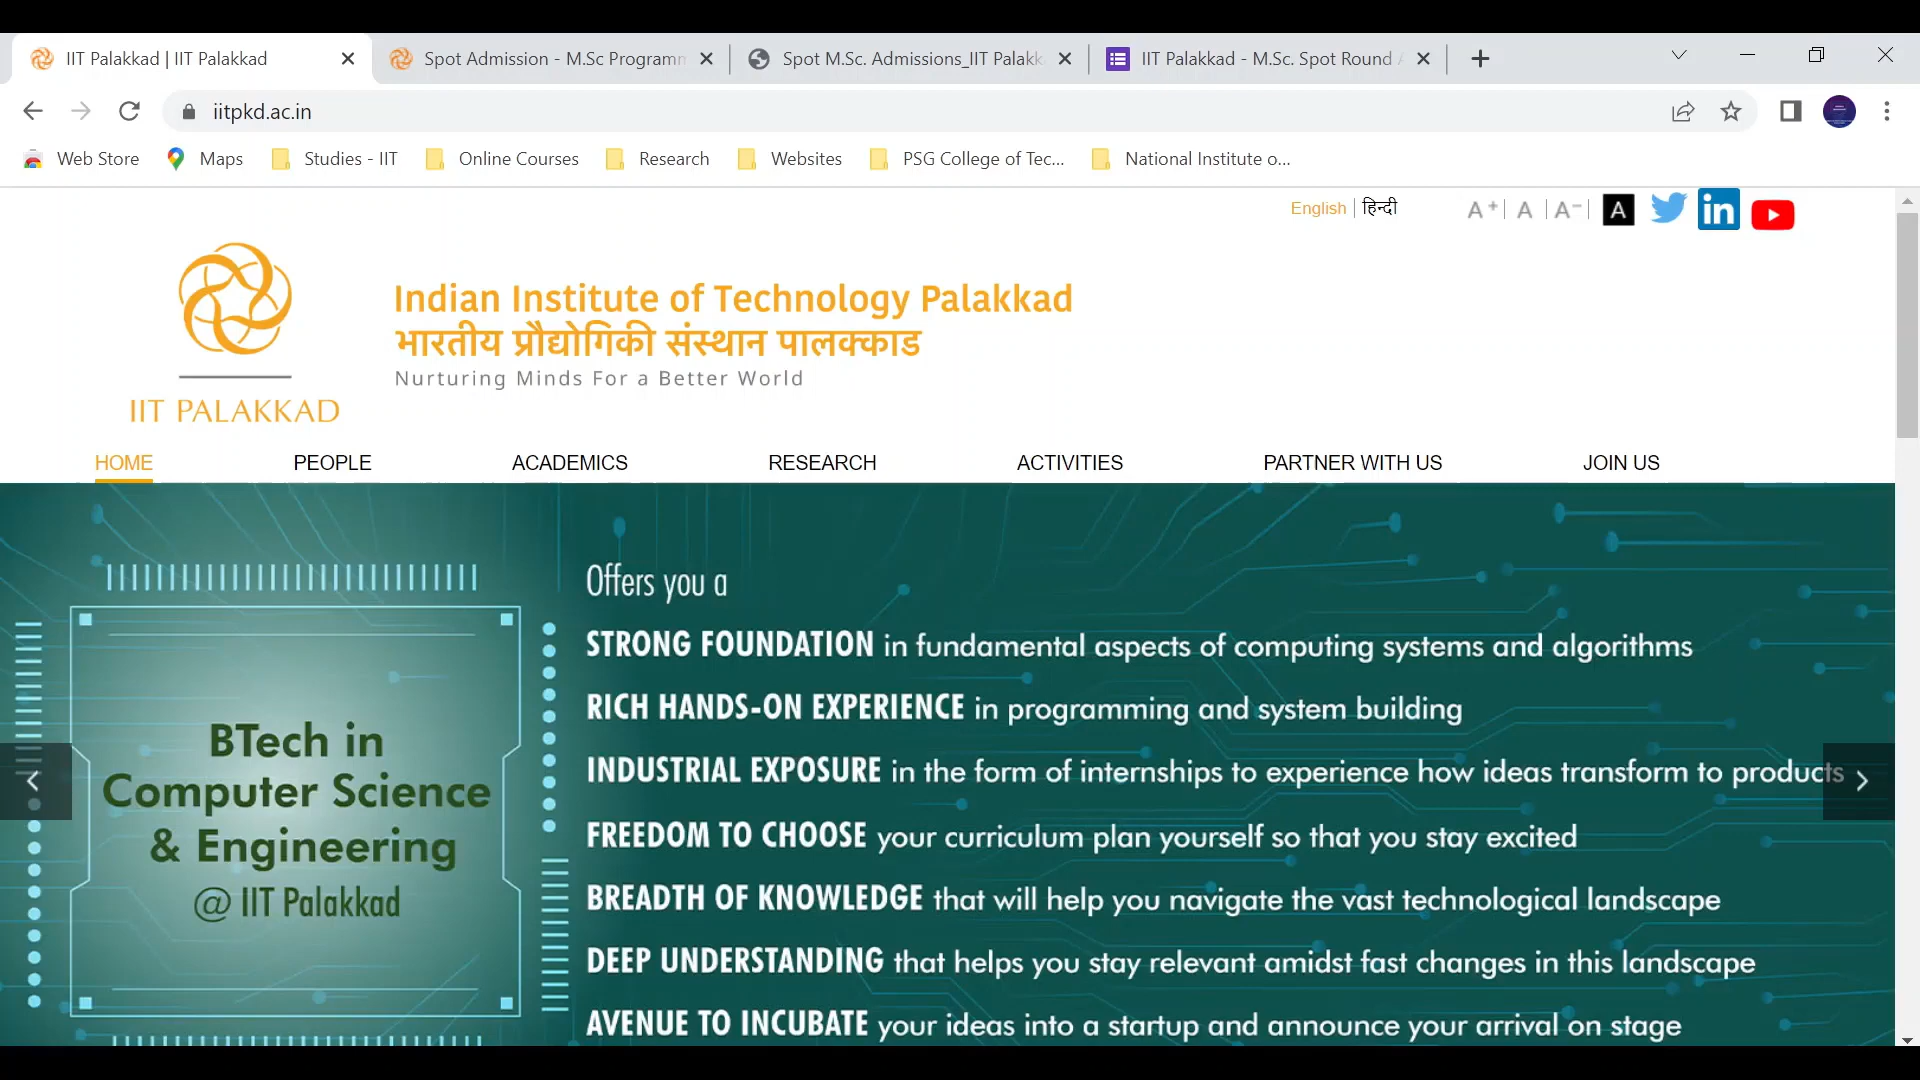 IIT Palakkad | IIT Palakkad
Spot Admission - M.Sc Programm
Spot M.Sc. Admissions_IIT Palakk
IIT Palakkad - M.Sc. Spot Round A
iitpkd.ac.in
Web Store
Maps
Studies - IIT
Online Courses
Research
Websites
PSG College of Tec...
National Institute o...
English | हिन्दी
A+ | A | A- | A
in
Indian Institute of Technology Palakkad
भारतीय प्रौद्योगिकी संस्थान पालक्काड
Nurturing Minds For a Better World
IIT PALAKKAD
HOME
PEOPLE
ACADEMICS
RESEARCH
ACTIVITIES
PARTNER WITH US
JOIN US
BTech in
Computer Science
& Engineering
@ IIT Palakkad
Offers you a
STRONG FOUNDATION in fundamental aspects of computing systems and algorithms
RICH HANDS-ON EXPERIENCE in programming and system building
INDUSTRIAL EXPOSURE in the form of internships to experience how ideas transform to products
FREEDOM TO CHOOSE your curriculum plan yourself so that you stay excited
BREADTH OF KNOWLEDGE that will help you navigate the vast technological landscape
DEEP UNDERSTANDING that helps you stay relevant amidst fast changes in this landscape
AVENUE TO INCUBATE your ideas into a startup and announce your arrival on stage